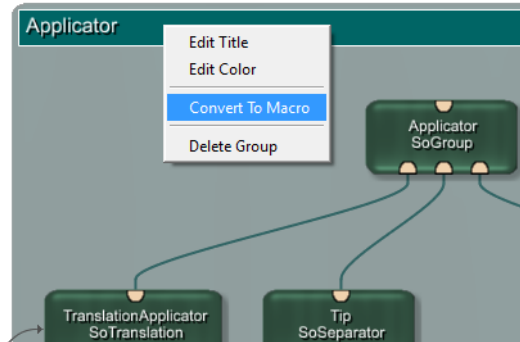 Applicator
Edit Title
Edit Color
Convert To Macro
Delete Group
Applicator
SoGroup
TranslationApplicator
SoTranslation
Tip
SoSeparator